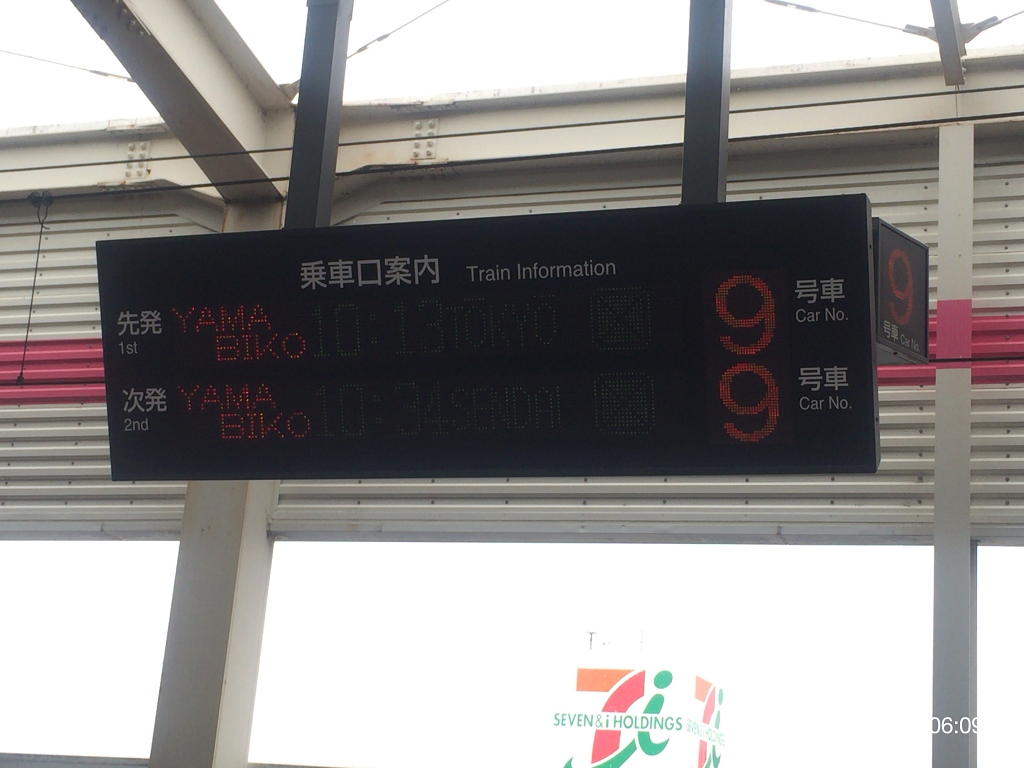 乗車口案内 Train Information
先発 YAMA 10:13 TOKYO 9 号車
1st BIKO Car No.
次発 YAMA 10:34 SENDAI 9 号車
2nd BIKO Car No.
9
号車 Car No.
SEVEN&i HOLDINGS
06:09